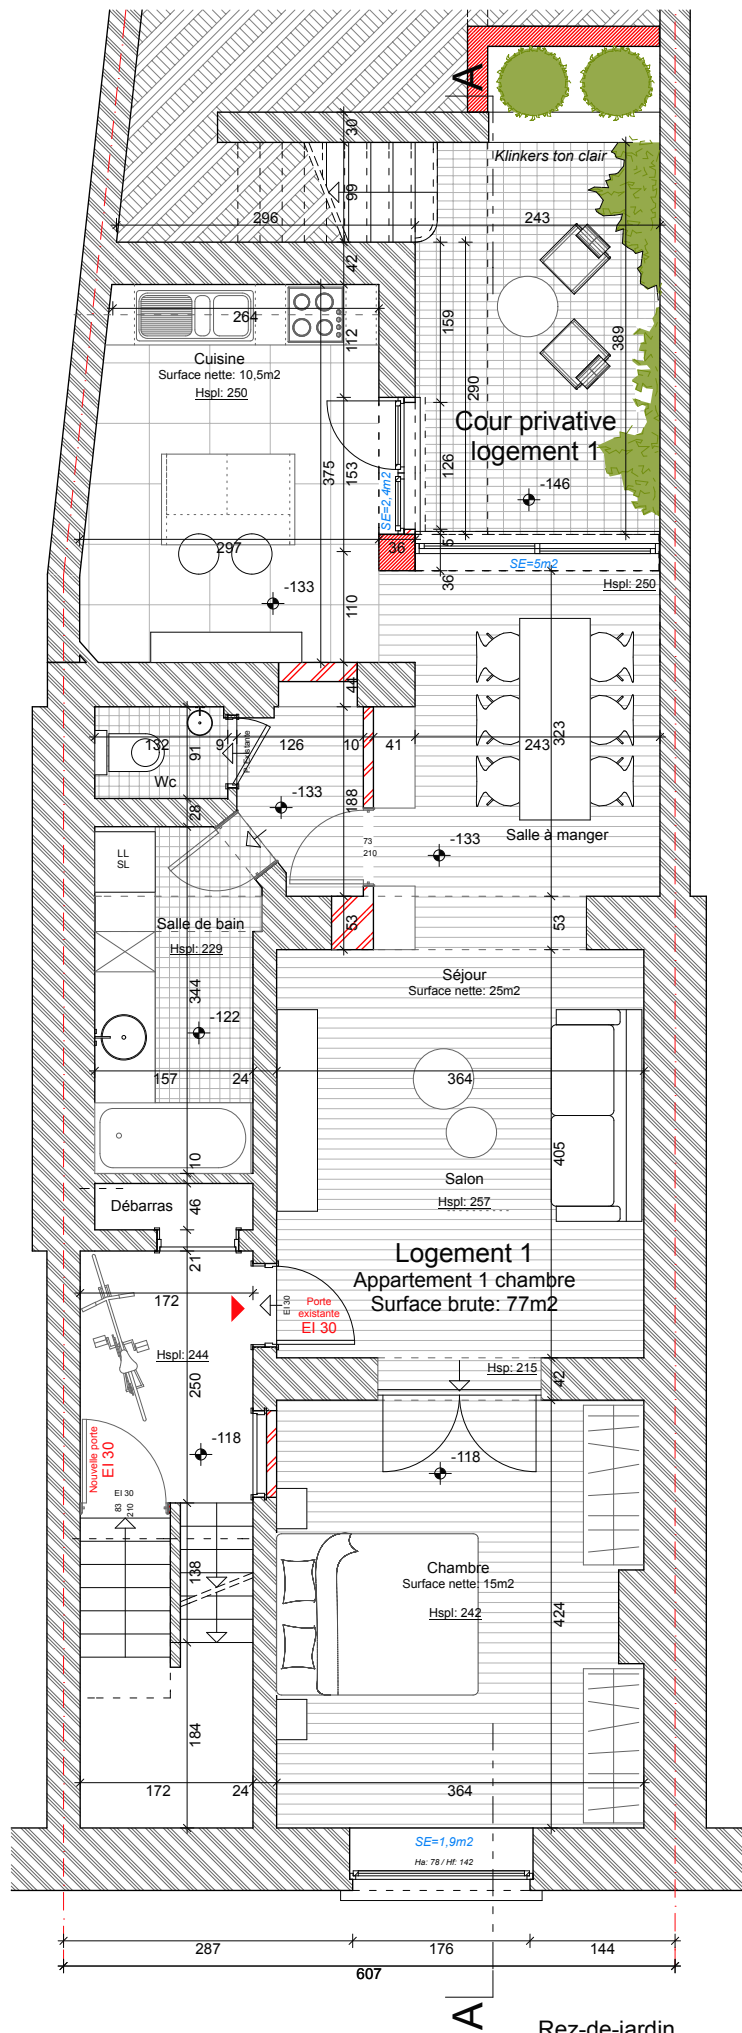 A
30
Klinkers ton clair
99
296
243
42
159
264
112
389
Cuisine
Surface nette: 10,5m2
Hspl: 250
290
Cour privative
logement 1
375
153
126
SE=2,4m2
-146
297
36
5
SE=5m2
36
Hspl: 250
-133
110
44
132
9
126
10
41
243
323
91
P. Existante
Wc
-133
188
28
73
210
-133
Salle à manger
LL
SL
Salle de bain
Hspl: 229
53
53
344
Séjour
Surface nette: 25m2
-122
157
24
364
405
10
Salon
Hspl: 257
Débarras
46
21
Logement 1
Appartement 1 chambre
Surface brute: 77m2
172
EI 30
Porte
existante
EI 30
Hspl: 244
250
Hsp: 215
42
-118
-118
Nouvelle porte
EI 30
EI 30
83
210
138
Chambre
Surface nette: 15m2
Hspl: 242
424
184
172
24
364
SE=1,9m2
Ha: 78 / Hf: 142
287
176
144
607
A
Rez-de-jardin